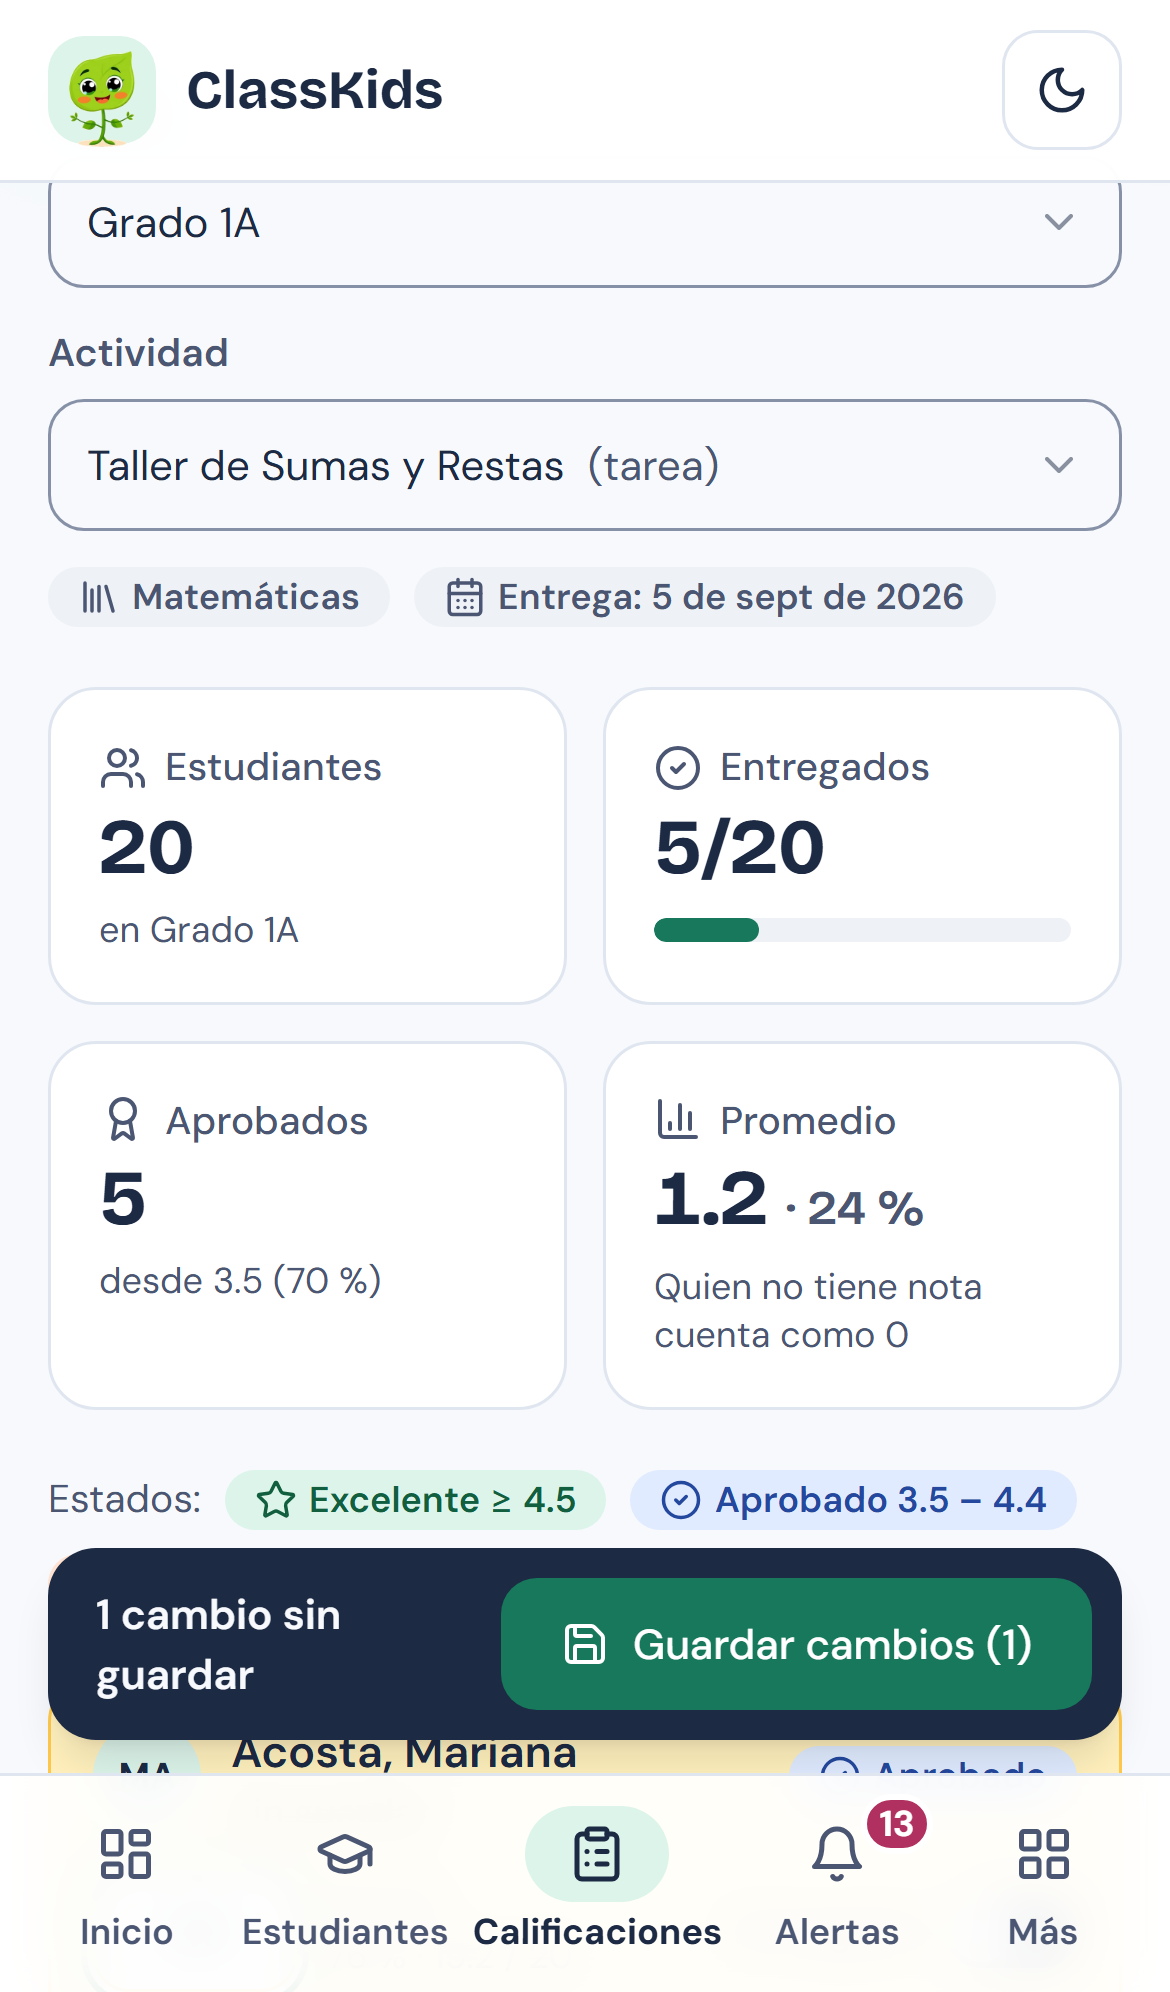 ClassKids
Grado 1A
Actividad
Taller de Sumas y Restas (tarea)
Matemáticas
Entrega: 5 de sept de 2026
Estudiantes
20
en Grado 1A
Entregados
5/20
Aprobados
5
desde 3.5 (70 %)
Promedio
1.2 · 24 %
Quien no tiene nota
cuenta como 0
Estados:
Excelente ≥ 4.5
Aprobado 3.5 – 4.4
1 cambio sin
guardar
Guardar cambios (1)
MA
Acosta, Mariana
Aprobado
13
Inicio
Estudiantes
Calificaciones
Alertas
Más